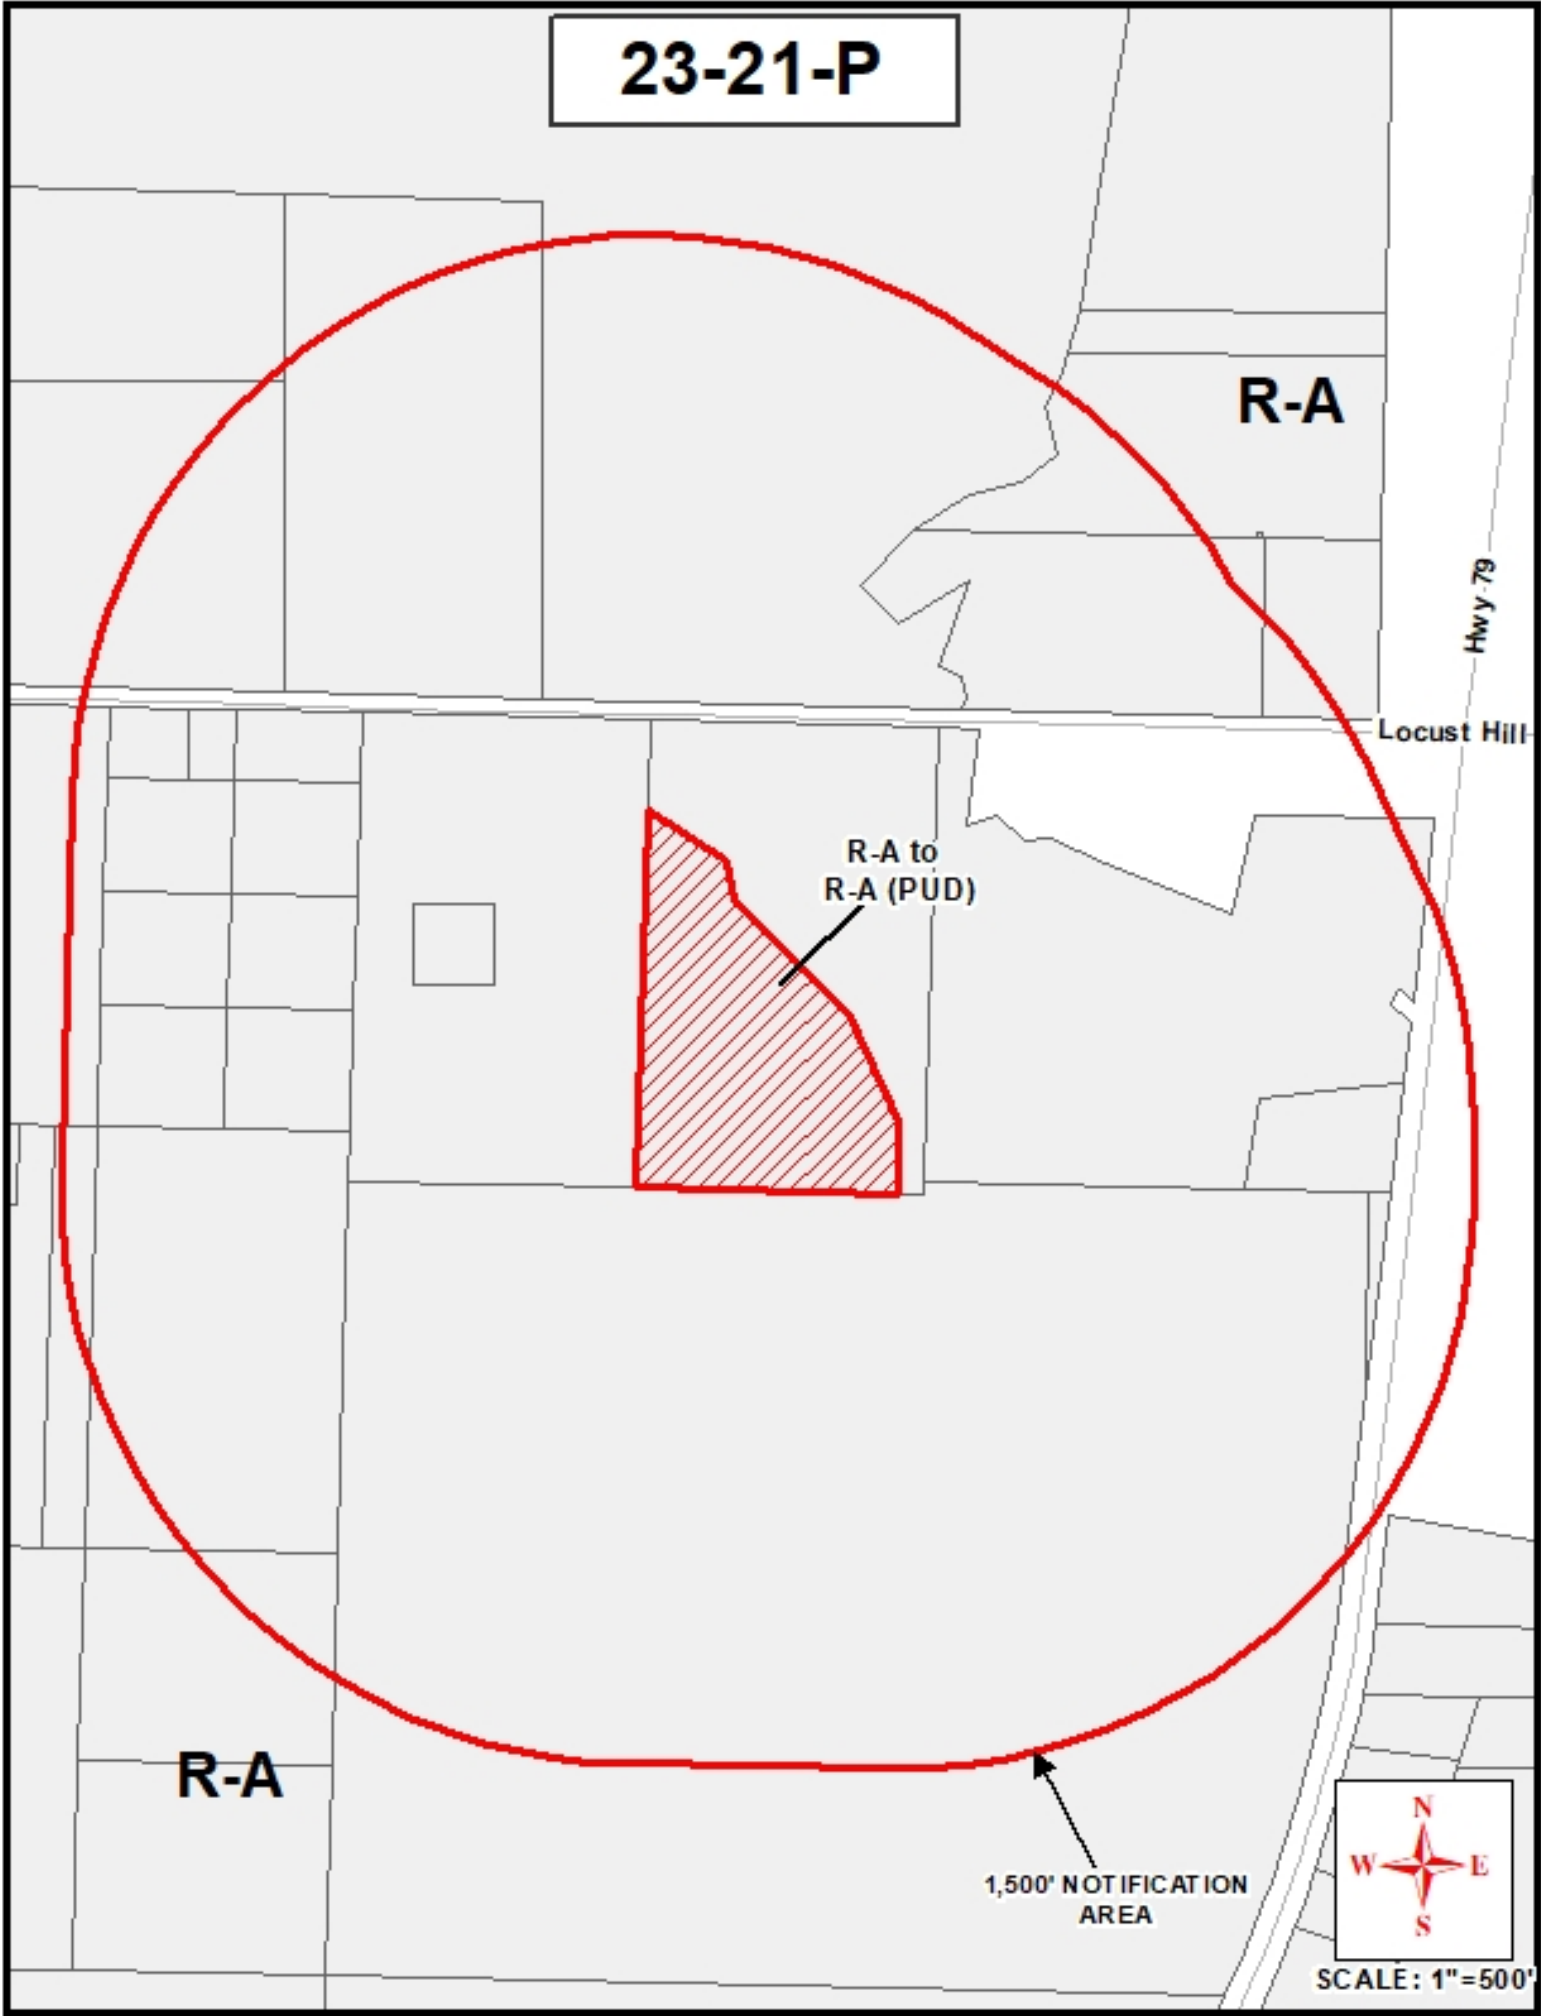 23-21-P
R-A
Hwy 79
Locust Hill
R-A to
R-A (PUD)
R-A
1,500' NOTIFICATION
AREA
N
W E
S
SCALE: 1"=500'